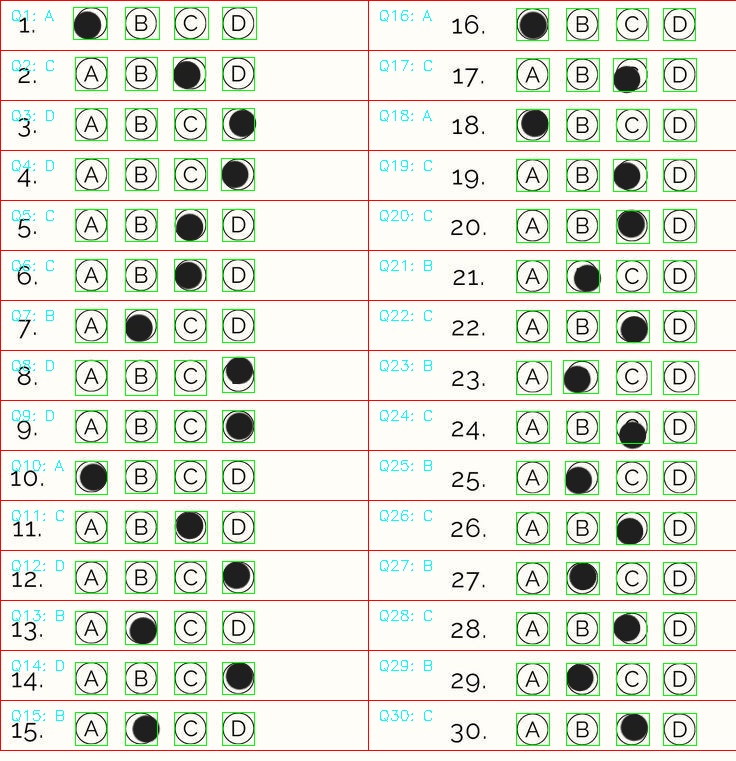 Q1: A
1. B C D
Q2: C
2. A B D
Q3: D
3. A B C
Q4: D
4. A B C
Q5: C
5. A B D
Q6: C
6. A B D
Q7: B
7. A C D
Q8: D
8. A B C
Q9: D
9. A B C
Q10: A
10. B C D
Q11: C
11. A B D
Q12: D
12. A B C
Q13: B
13. A C D
Q14: D
14. A B C
Q15: B
15. A C D
Q16: A
16. B C D
Q17: C
17. A B D
Q18: A
18. B C D
Q19: C
19. A B D
Q20: C
20. A B D
Q21: B
21. A C D
Q22: C
22. A B D
Q23: B
23. A C D
Q24: C
24. A B D
Q25: B
25. A C D
Q26: C
26. A B D
Q27: B
27. A C D
Q28: C
28. A B D
Q29: B
29. A C D
Q30: C
30. A B D